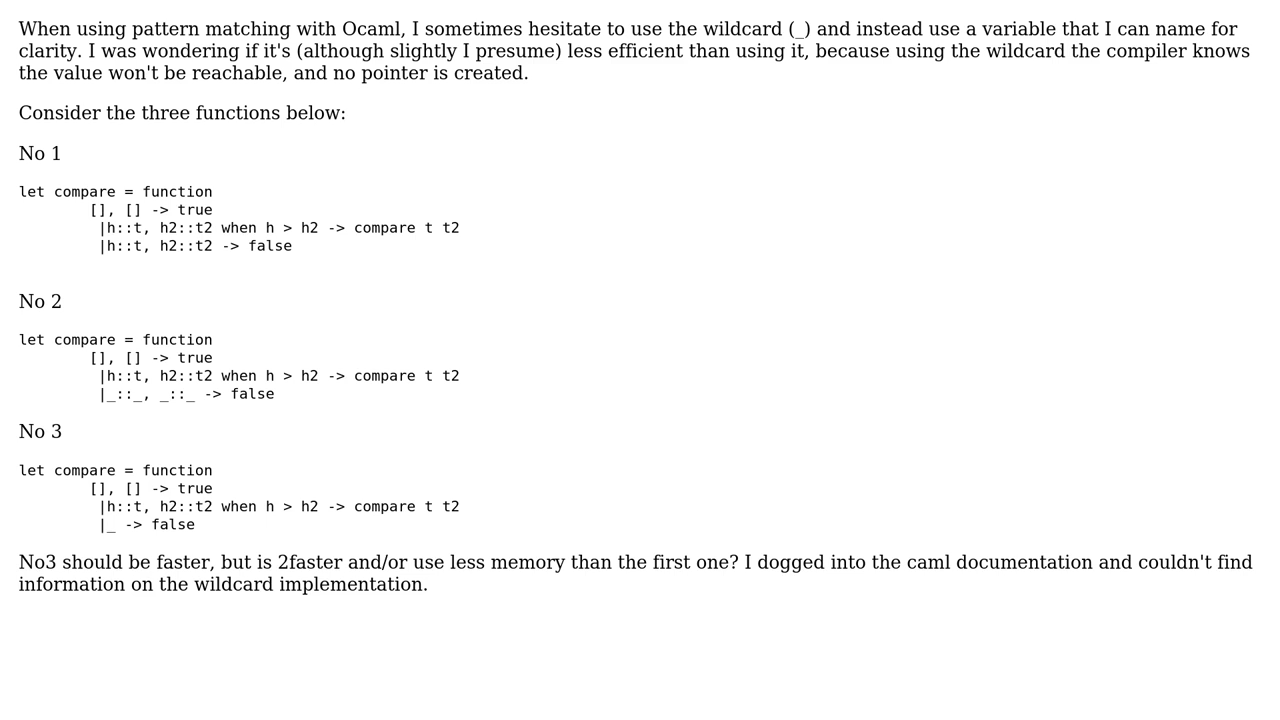 When using pattern matching with Ocaml, I sometimes hesitate to use the wildcard (_) and instead use a variable that I can name for
clarity. I was wondering if it's (although slightly I presume) less efficient than using it, because using the wildcard the compiler knows
the value won't be reachable, and no pointer is created.
Consider the three functions below:
No 1
let compare = function
        [], [] -> true
         |h::t, h2::t2 when h > h2 -> compare t t2
         |h::t, h2::t2 -> false
No 2
let compare = function
        [], [] -> true
         |h::t, h2::t2 when h > h2 -> compare t t2
         |_::_, _::_ -> false
No 3
let compare = function
        [], [] -> true
         |h::t, h2::t2 when h > h2 -> compare t t2
         |_ -> false
No3 should be faster, but is 2faster and/or use less memory than the first one? I dogged into the caml documentation and couldn't find
information on the wildcard implementation.